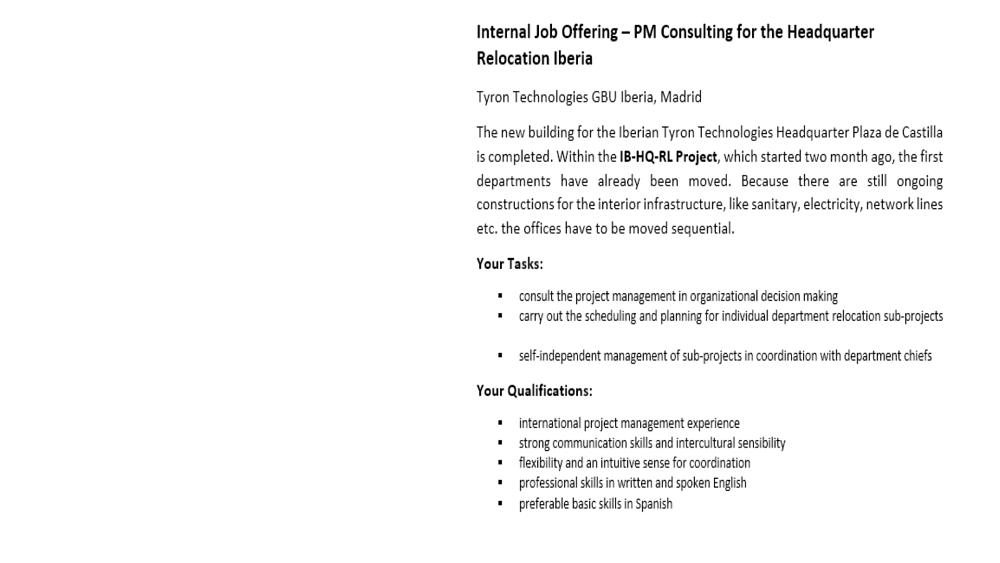 Internal Job Offering – PM Consulting for the Headquarter
Relocation Iberia
Tyron Technologies GBU Iberia, Madrid
The new building for the Iberian Tyron Technologies Headquarter Plaza de Castilla
is completed. Within the IB-HQ-RL Project, which started two month ago, the first
departments have already been moved. Because there are still ongoing
constructions for the interior infrastructure, like sanitary, electricity, network lines
etc. the offices have to be moved sequential.
Your Tasks:
▪ consult the project management in organizational decision making
▪ carry out the scheduling and planning for individual department relocation sub-projects
▪ self-independent management of sub-projects in coordination with department chiefs
Your Qualifications:
▪ international project management experience
▪ strong communication skills and intercultural sensibility
▪ flexibility and an intuitive sense for coordination
▪ professional skills in written and spoken English
▪ preferable basic skills in Spanish